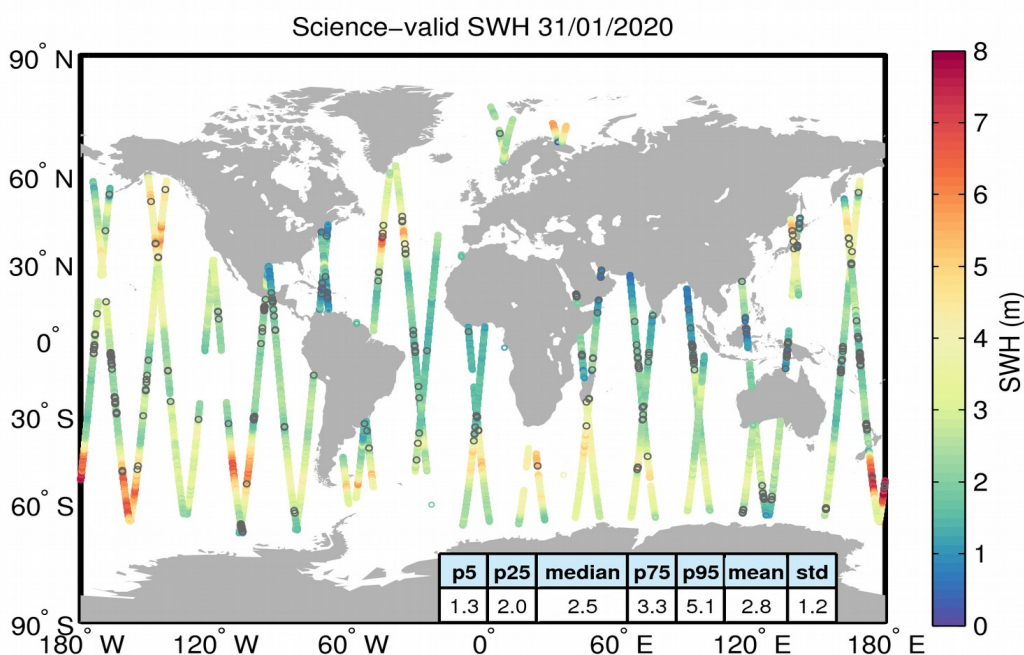 Science−valid SWH 31/01/2020
90° N
60° N
30° N
0°
30° S
60° S
90° S
180° W
120° W
60° W
0°
60° E
120° E
180° E
p5 p25 median p75 p95 mean std
1.3 2.0 2.5 3.3 5.1 2.8 1.2
8
7
6
5
4
3
2
1
0
SWH (m)